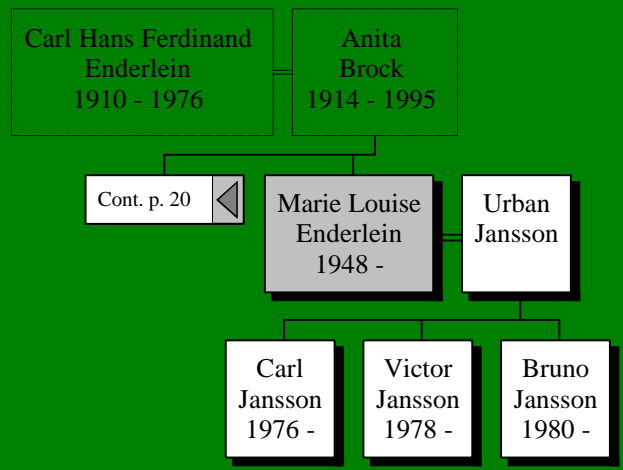 Carl Hans Ferdinand
Enderlein
1910 - 1976
Anita
Brock
1914 - 1995
Cont. p. 20
Marie Louise
Enderlein
1948 -
Urban
Jansson
Carl
Jansson
1976 -
Victor
Jansson
1978 -
Bruno
Jansson
1980 -